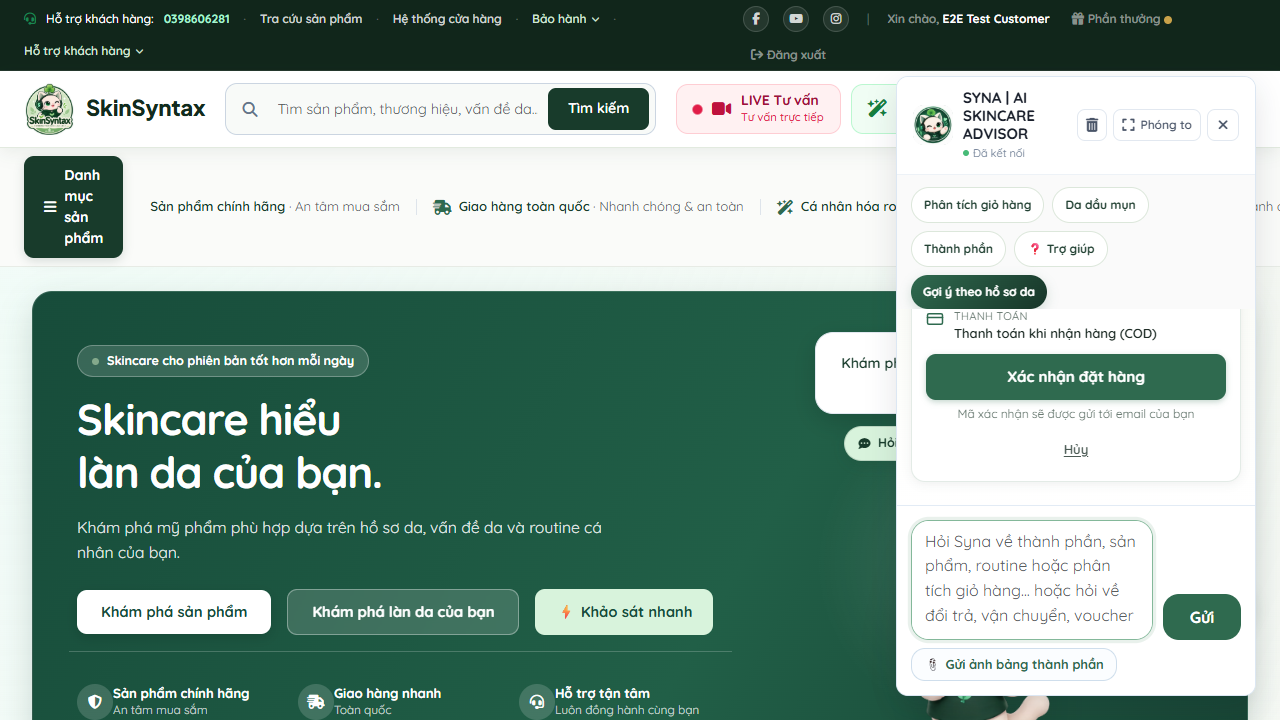 Hỗ trợ khách hàng: 0398606281 · Tra cứu sản phẩm · Hệ thống cửa hàng · Bảo hành ·
Xin chào, E2E Test Customer Phần thưởng
Hỗ trợ khách hàng
Đăng xuất
SkinSyntax
SkinSyntax
Tìm sản phẩm, thương hiệu, vấn đề da..
Tìm kiếm
LIVE Tư vấn
Tư vấn trực tiếp
Danh
mục
sản
phẩm
Sản phẩm chính hãng · An tâm mua sắm
Giao hàng toàn quốc · Nhanh chóng & an toàn
Cá nhân hóa
Skincare cho phiên bản tốt hơn mỗi ngày
Skincare hiểu
làn da của bạn.
Khám phá mỹ phẩm phù hợp dựa trên hồ sơ da, vấn đề da và routine cá
nhân của bạn.
Khám phá sản phẩm
Khám phá làn da của bạn
Khảo sát nhanh
Sản phẩm chính hãng
An tâm mua sắm
Giao hàng nhanh
Toàn quốc
Hỗ trợ tận tâm
Luôn đồng hành cùng bạn
Khám
SYNA | AI
SKINCARE
ADVISOR
Đã kết nối
Phóng to
Phân tích giỏ hàng
Da dầu mụn
Thành phần
Trợ giúp
Gợi ý theo hồ sơ da
THANH TOÁN
Thanh toán khi nhận hàng (COD)
Xác nhận đặt hàng
Mã xác nhận sẽ được gửi tới email của bạn
Hủy
Hỏi Syna về thành phần, sản
phẩm, routine hoặc phân
tích giỏ hàng... hoặc hỏi về
đổi trả, vận chuyển, voucher
Gửi
Gửi ảnh bảng thành phần